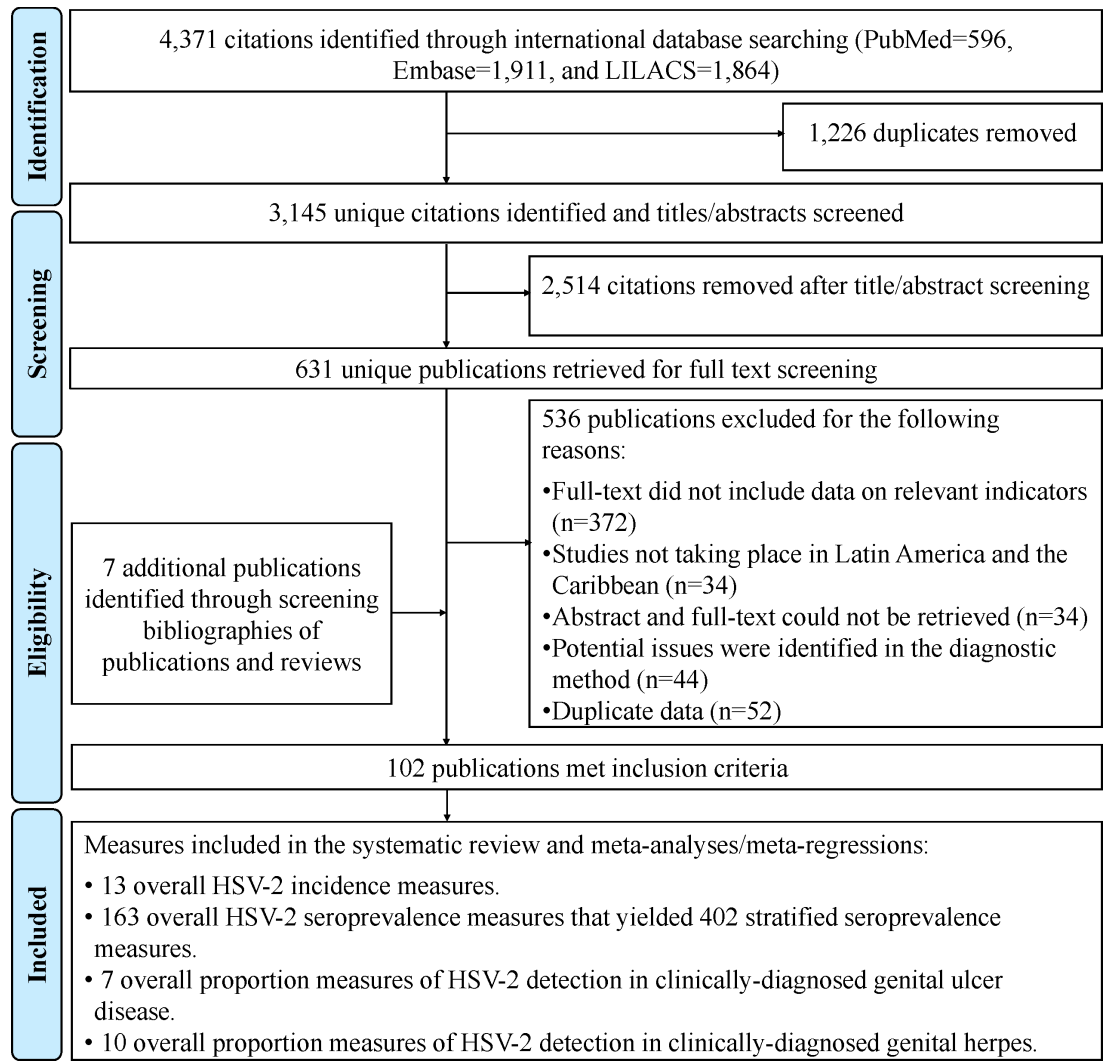 Identification
4,371 citations identified through international database searching (PubMed=596,
Embase=1,911, and LILACS=1,864)
1,226 duplicates removed
Screening
3,145 unique citations identified and titles/abstracts screened
2,514 citations removed after title/abstract screening
631 unique publications retrieved for full text screening
Eligibility
536 publications excluded for the following
reasons:
•Full-text did not include data on relevant indicators
(n=372)
•Studies not taking place in Latin America and the
Caribbean (n=34)
•Abstract and full-text could not be retrieved (n=34)
•Potential issues were identified in the diagnostic
method (n=44)
•Duplicate data (n=52)
7 additional publications
identified through screening
bibliographies of
publications and reviews
102 publications met inclusion criteria
Included
Measures included in the systematic review and meta-analyses/meta-regressions:
• 13 overall HSV-2 incidence measures.
• 163 overall HSV-2 seroprevalence measures that yielded 402 stratified seroprevalence
measures.
• 7 overall proportion measures of HSV-2 detection in clinically-diagnosed genital ulcer
disease.
• 10 overall proportion measures of HSV-2 detection in clinically-diagnosed genital herpes.